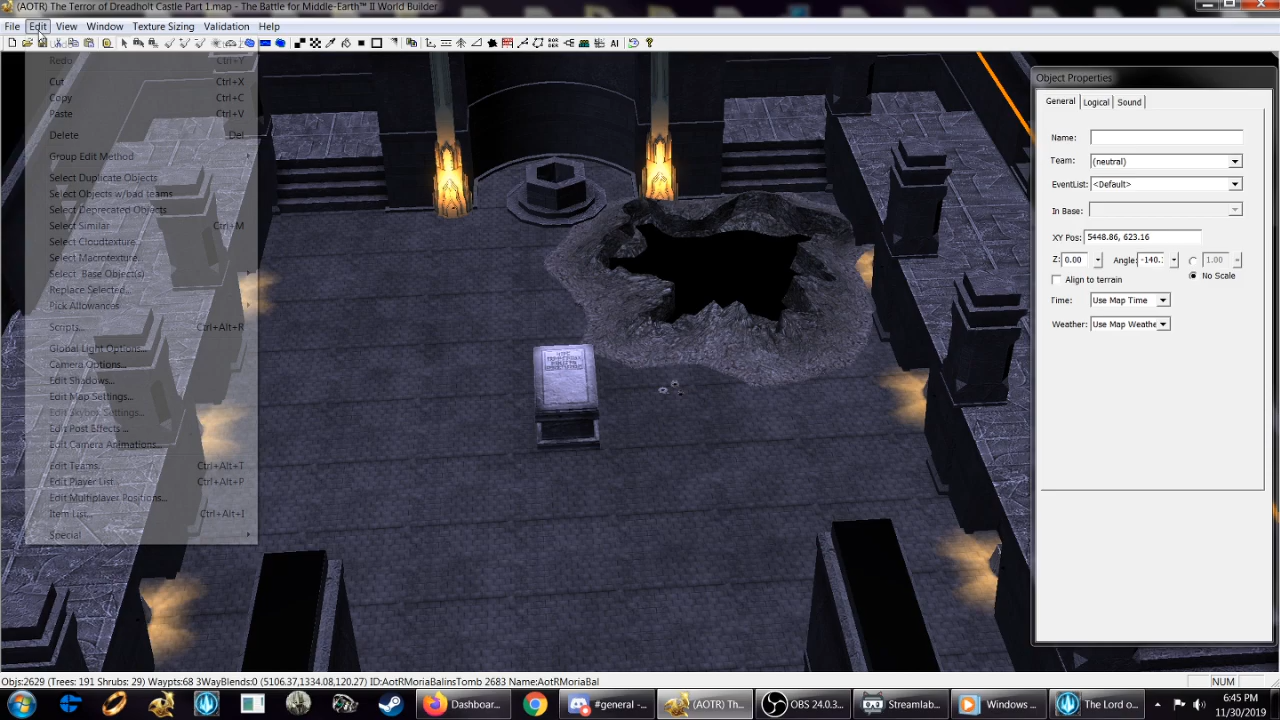 (AOTR) The Terror of Dreadholt Castle Part 1.map - The Battle for Middle-Earth™ II World Builder
File Edit View Window Texture Sizing Validation Help
Redo Ctrl+Y
Cut Ctrl+X
Copy Ctrl+C
Paste Ctrl+V
Delete Del
Group Edit Method
Select Duplicate Objects
Select Objects w/bad teams
Select Deprecated Objects
Select Similar Ctrl+M
Select Cloudtexture...
Select Macrotexture...
Select Base Object(s)
Replace Selected...
Pick Allowances
Scripts... Ctrl+Alt+R
Global Light Options...
Camera Options...
Edit Shadows...
Edit Map Settings...
Edit Skybox Settings...
Edit Post Effects ...
Edit Camera Animations...
Edit Teams... Ctrl+Alt+T
Edit Player List... Ctrl+Alt+P
Edit Multiplayer Positions...
Item List... Ctrl+Alt+I
Special
Object Properties
General Logical Sound
Name:
Team: (neutral)
EventList: <Default>
In Base:
XY Pos: 5448.86, 623.16
Z: 0.00 Angle: -140. 1.00
No Scale
Align to terrain
Time: Use Map Time
Weather: Use Map Weathe
Objs:2629 (Trees: 191 Shrubs: 29) Waypts:68 3WayBlends:0 (5106.37,1334.08,120.27) ID:AotRMoriaBalinsTomb 2683 Name:AotRMoriaBal
NUM
Dashboar... #general -... (AOTR) Th... OBS 24.0.3... Streamlab... Windows ... The Lord o...
6:45 PM
11/30/2019